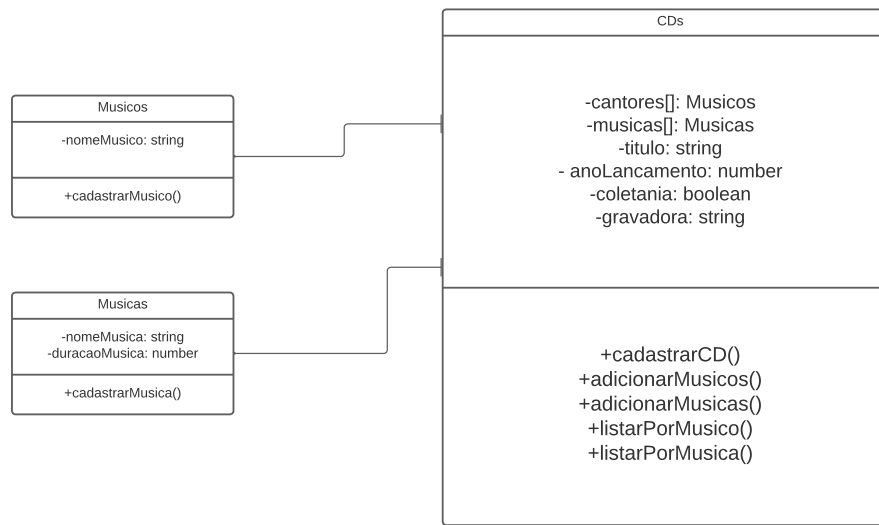 CDs
-cantores[]: Musicos
-musicas[]: Musicas
-titulo: string
- anoLancamento: number
-coletania: boolean
-gravadora: string
+cadastrarCD()
+adicionarMusicos()
+adicionarMusicas()
+listarPorMusico()
+listarPorMusica()
Musicos
-nomeMusico: string
+cadastrarMusico()
Musicas
-nomeMusica: string
-duracaoMusica: number
+cadastrarMusica()